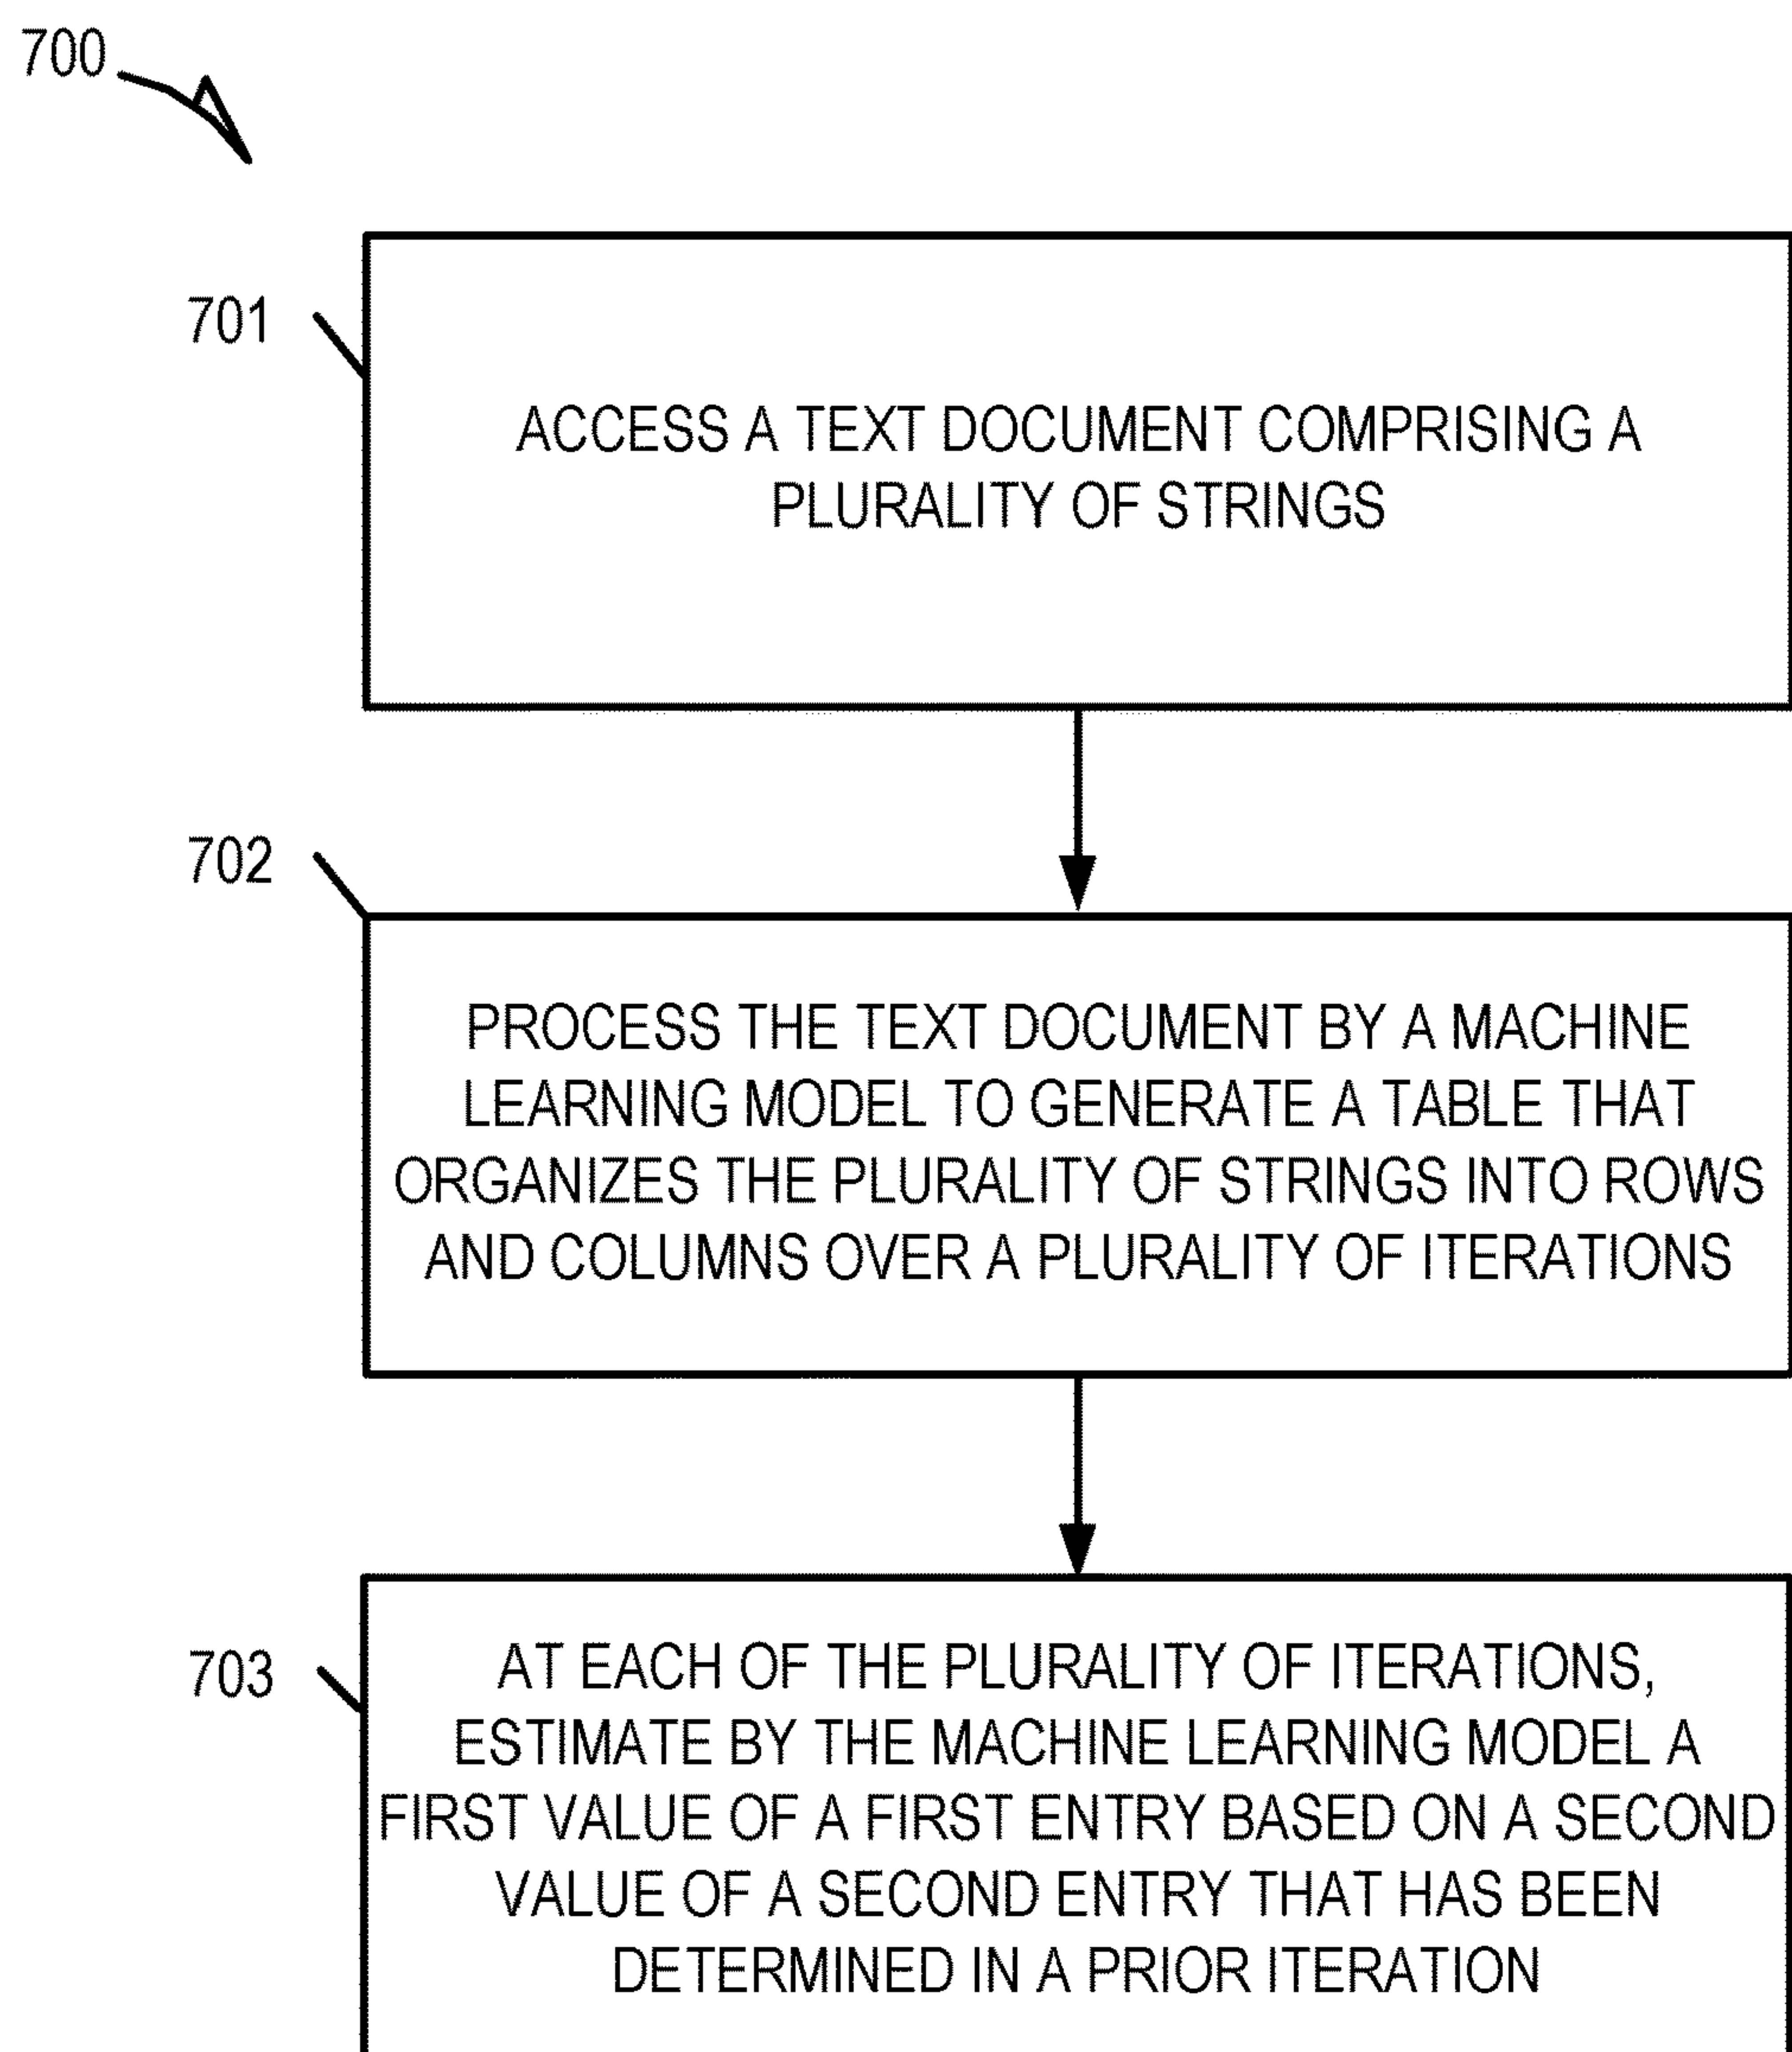 700
701
ACCESS A TEXT DOCUMENT COMPRISING A
PLURALITY OF STRINGS
702
PROCESS THE TEXT DOCUMENT BY A MACHINE
LEARNING MODEL TO GENERATE A TABLE THAT
ORGANIZES THE PLURALITY OF STRINGS INTO ROWS
AND COLUMNS OVER A PLURALITY OF ITERATIONS
703
AT EACH OF THE PLURALITY OF ITERATIONS,
ESTIMATE BY THE MACHINE LEARNING MODEL A
FIRST VALUE OF A FIRST ENTRY BASED ON A SECOND
VALUE OF A SECOND ENTRY THAT HAS BEEN
DETERMINED IN A PRIOR ITERATION